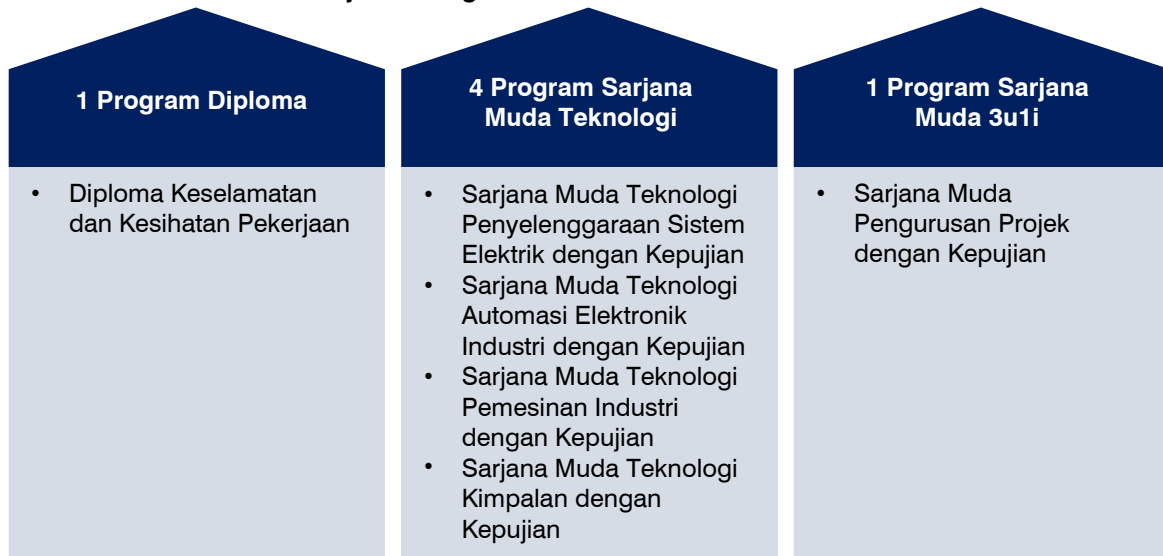 1 Program Diploma
• Diploma Keselamatan
dan Kesihatan Pekerjaan
4 Program Sarjana
Muda Teknologi
• Sarjana Muda Teknologi
Penyelenggaraan Sistem
Elektrik dengan Kepujian
• Sarjana Muda Teknologi
Automasi Elektronik
Industri dengan Kepujian
• Sarjana Muda Teknologi
Pemesinan Industri
dengan Kepujian
• Sarjana Muda Teknologi
Kimpalan dengan
Kepujian
1 Program Sarjana
Muda 3u1i
• Sarjana Muda
Pengurusan Projek
dengan Kepujian